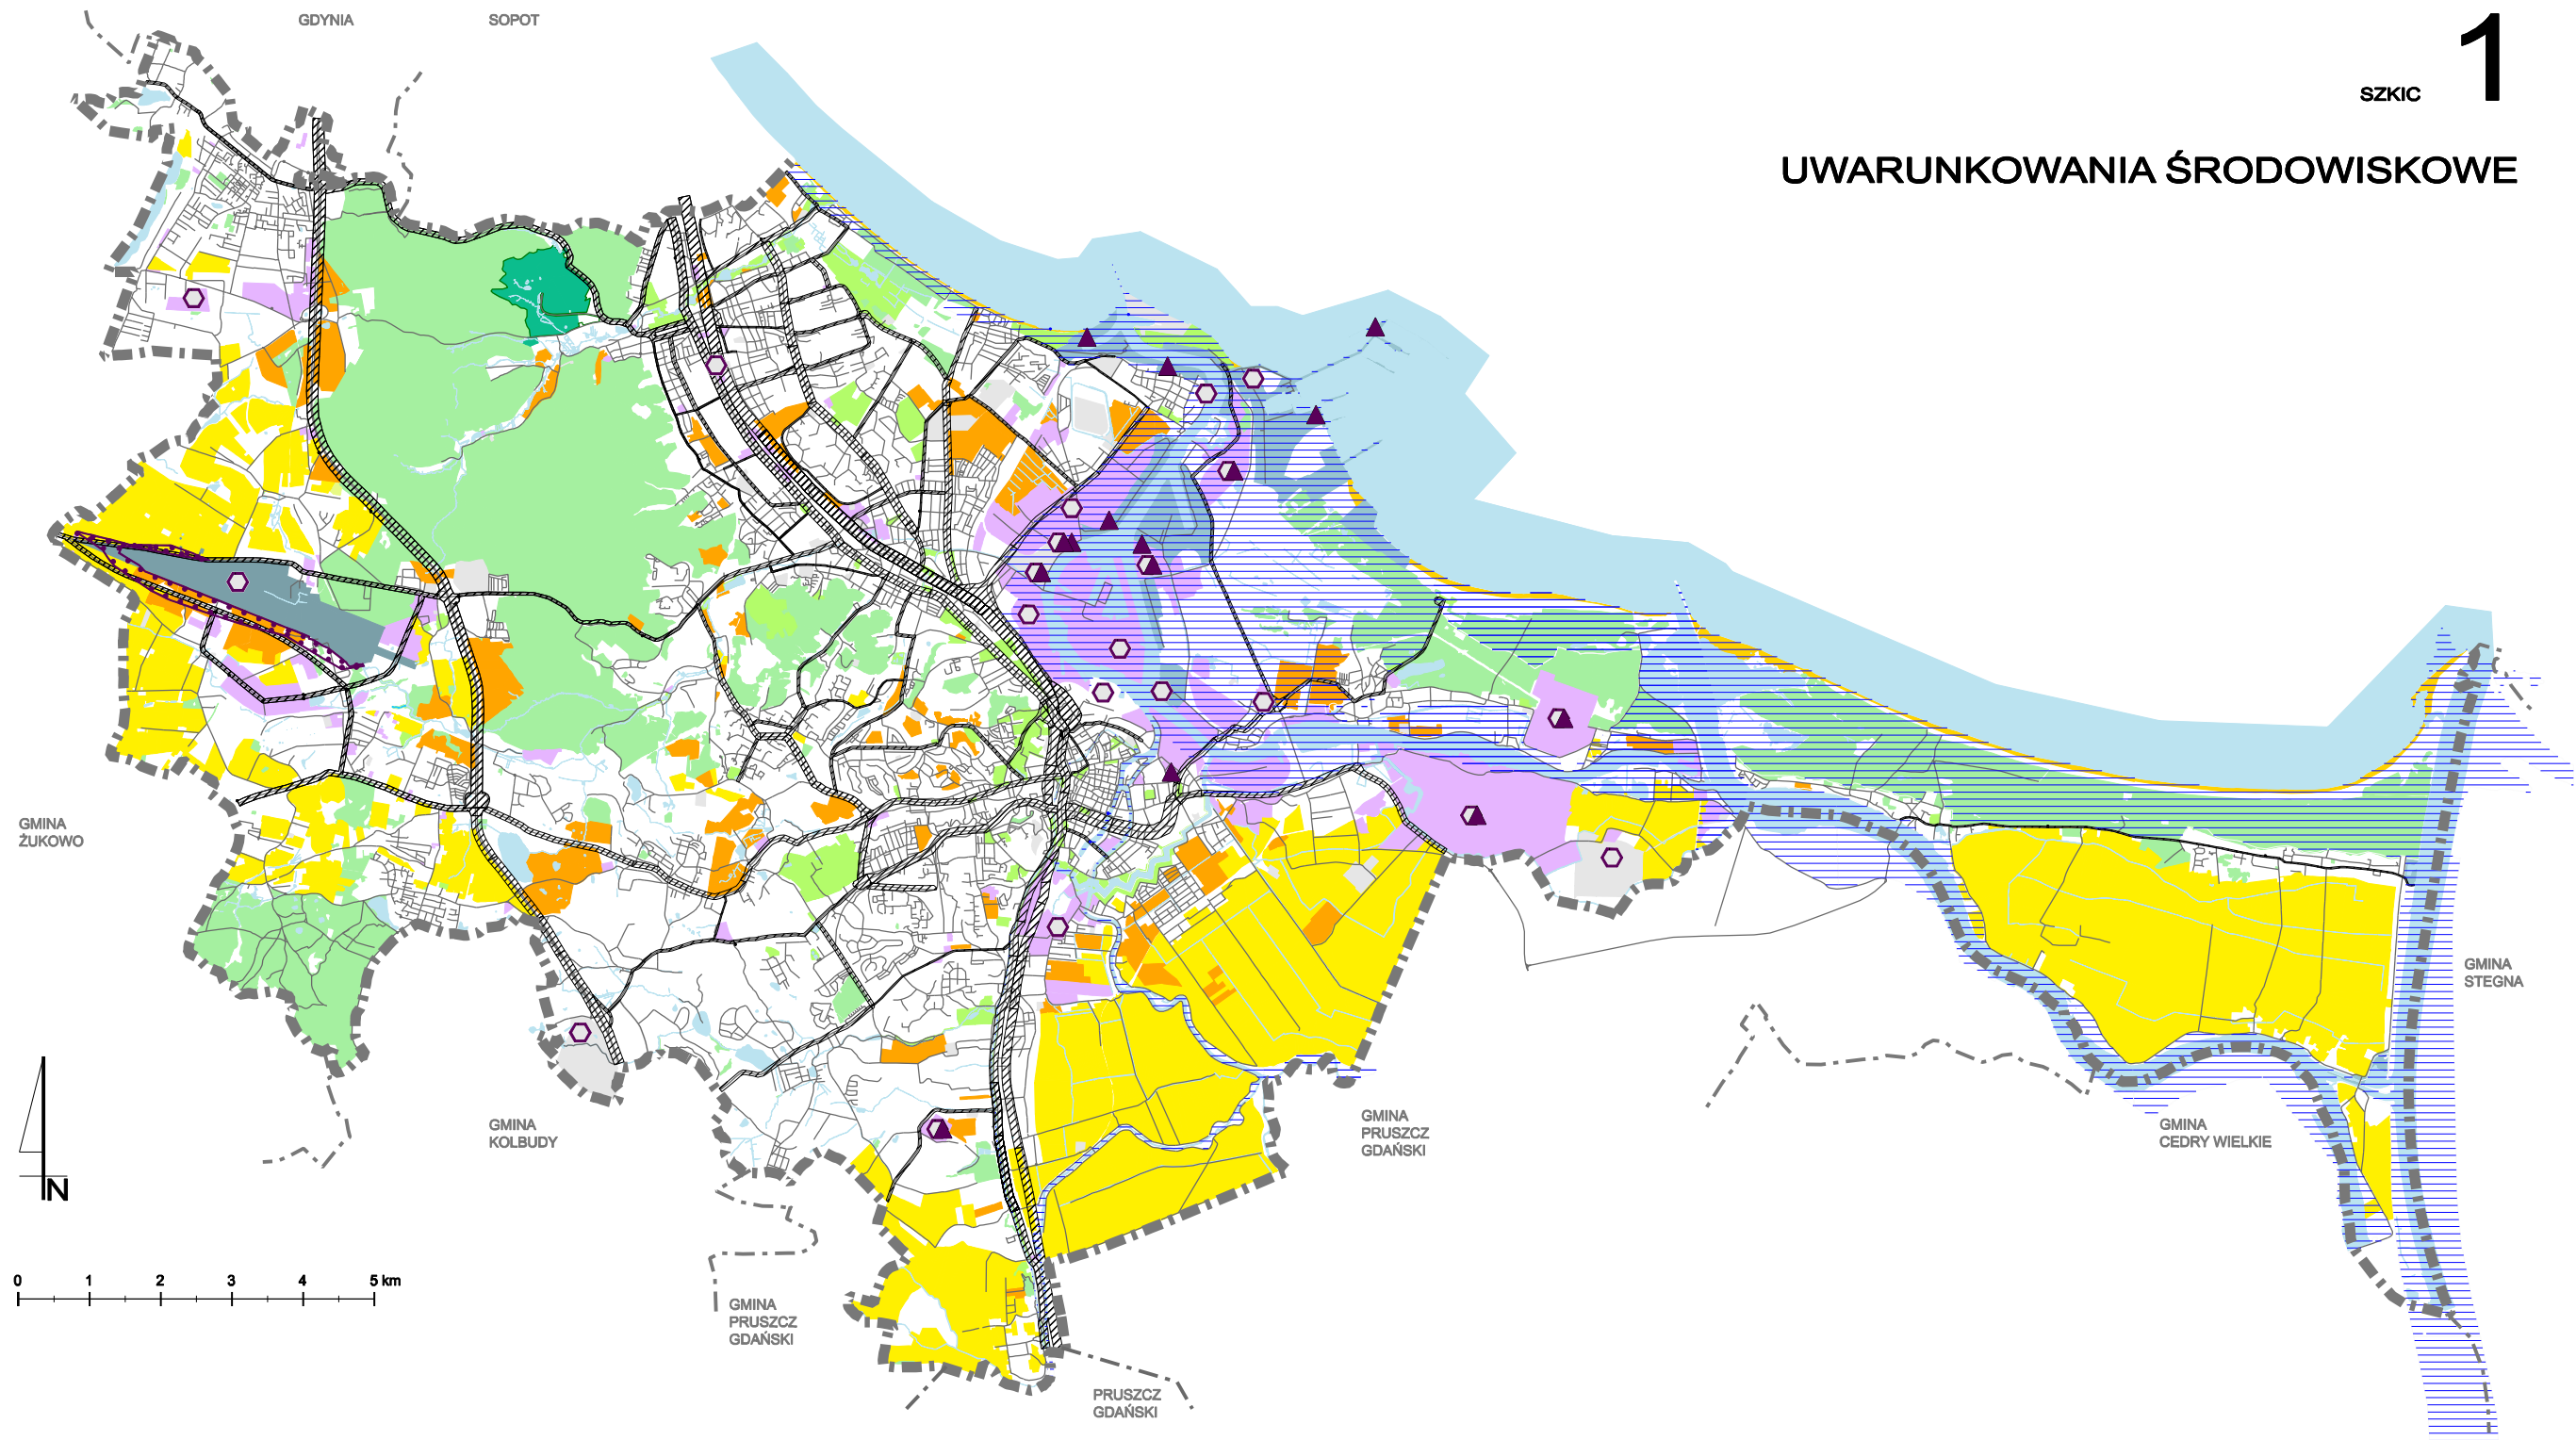 GDYNIA
SOPOT
SZKIC 1
UWARUNKOWANIA ŚRODOWISKOWE
GMINA
ŻUKOWO
GMINA
STEGNA
GMINA
KOLBUDY
GMINA
PRUSZCZ
GDAŃSKI
GMINA
CEDRY WIELKIE
N
0 1 2 3 4 5 km
GMINA
PRUSZCZ
GDAŃSKI
PRUSZCZ
GDAŃSKI